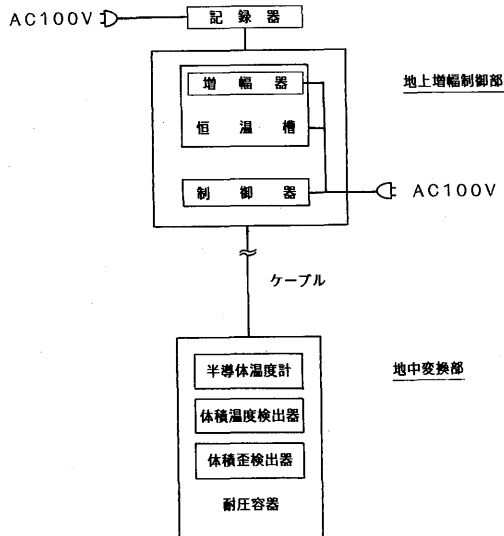 AC100V
記録器
増幅器
地上増幅制御部
恒温槽
制御器
AC100V
ケーブル
半導体温度計
地中変換部
体積温度検出器
体積歪検出器
耐圧容器